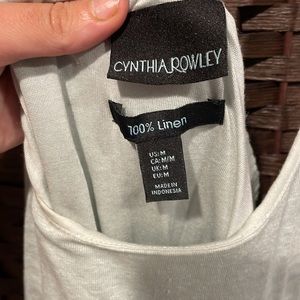 CYNTHIA ROWLEY
100% Linen
US:M
CA:M/M
UK:M
EU:M
MADE IN
INDONESIA